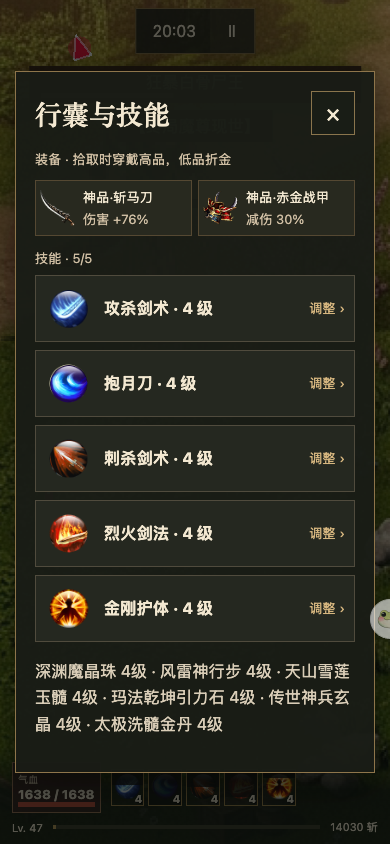 20:03
行囊与技能
装备 · 拾取时穿戴高品，低品折金
神品·斩马刀
伤害 +76%
神品·赤金战甲
减伤 30%
技能 · 5/5
攻杀剑术 · 4 级
调整 ›
抱月刀 · 4 级
调整 ›
刺杀剑术 · 4 级
调整 ›
烈火剑法 · 4 级
调整 ›
金刚护体 · 4 级
调整 ›
深渊魔晶珠 4级 · 风雷神行步 4级 · 天山雪莲
玉髓 4级 · 玛法乾坤引力石 4级 · 传世神兵玄
晶 4级 · 太极洗髓金丹 4级
气血
1638 / 1638
4 4 4 4 4
Lv. 47
14030 斩